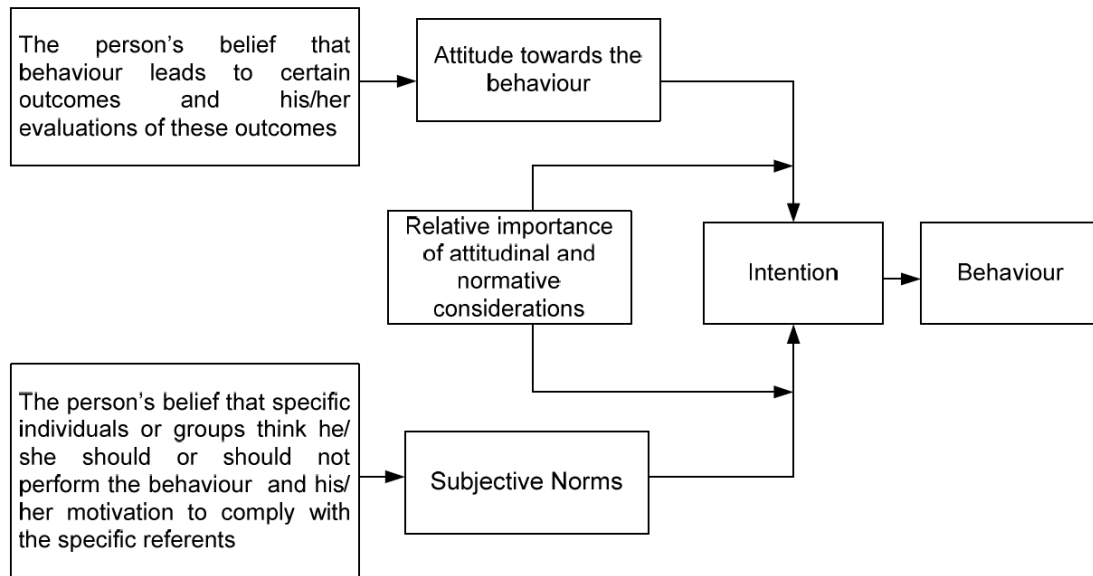 The person’s belief that
behaviour leads to certain
outcomes and his/her
evaluations of these outcomes
Attitude towards the
behaviour
Relative importance
of attitudinal and
normative
considerations
Intention
Behaviour
The person’s belief that specific
individuals or groups think he/
she should or should not
perform the behaviour and his/
her motivation to comply with
the specific referents
Subjective Norms